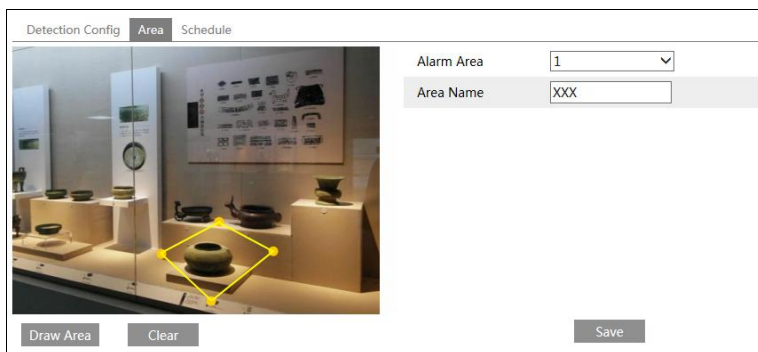 Detection Config Area Schedule
Alarm Area 1
Area Name XXX
Draw Area Clear
Save